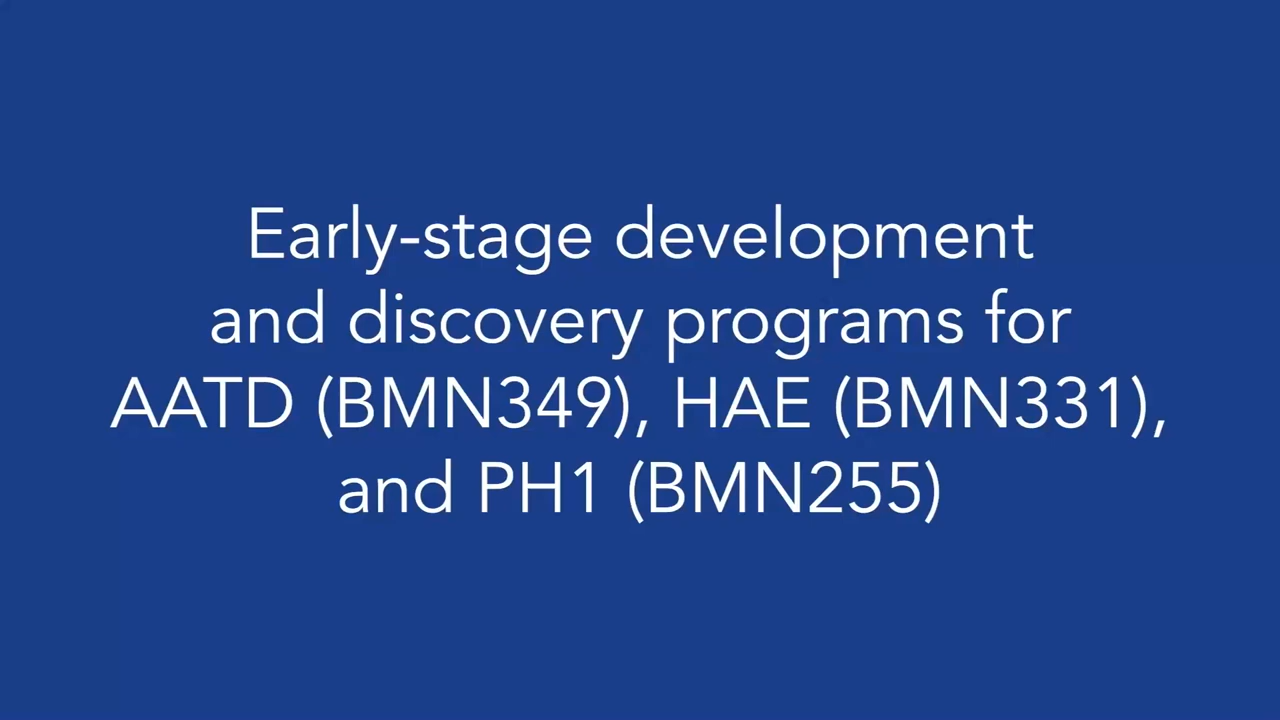 Early-stage development
and discovery programs for
AATD (BMN349), HAE (BMN331),
and PH1 (BMN255)